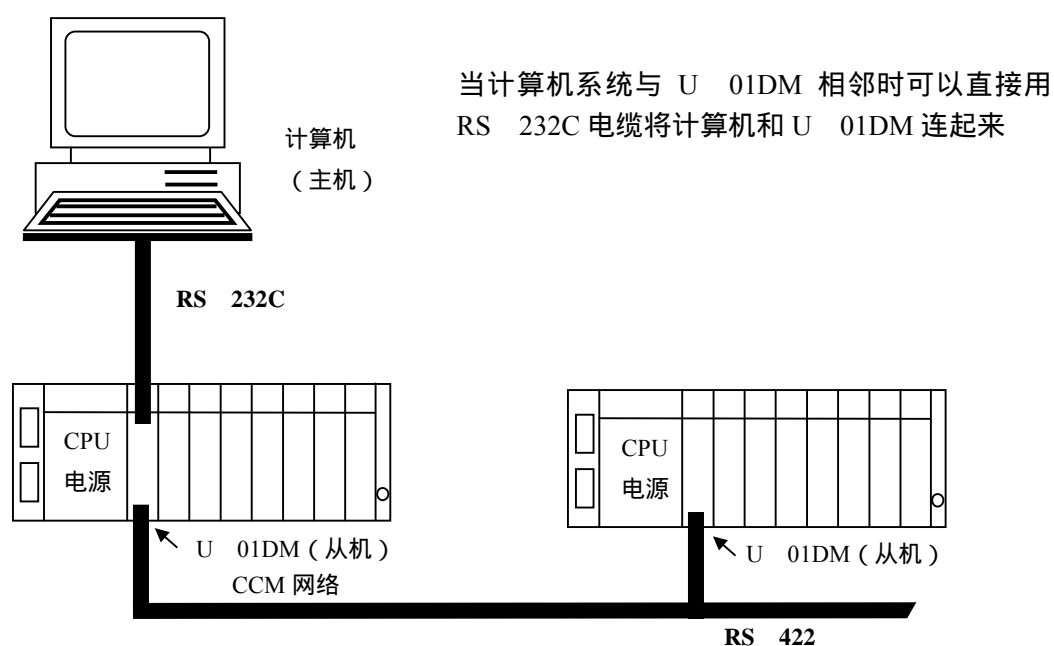 当计算机系统与 U 01DM 相邻时可以直接用
RS 232C 电缆将计算机和 U 01DM 连起来
计算机
（主机）
RS 232C
CPU
电源
CPU
电源
U 01DM（从机）
CCM 网络
U 01DM（从机）
RS 422